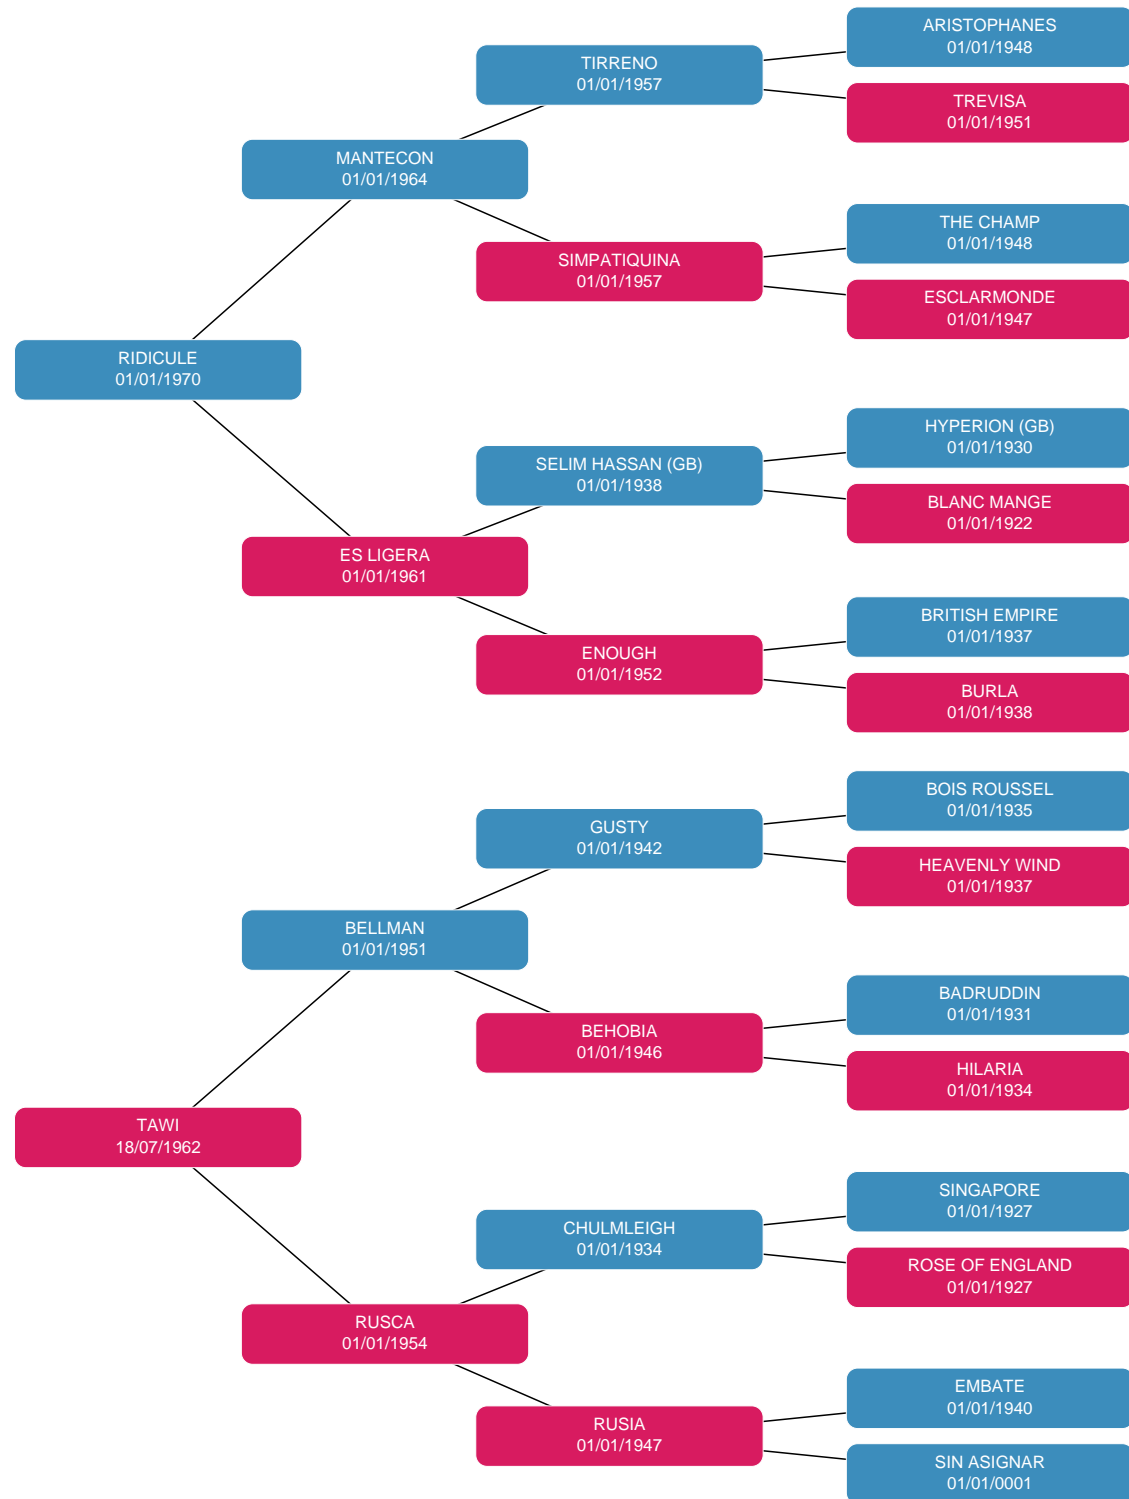 ARISTOPHANES
01/01/1948
TIRRENO
01/01/1957
TREVISA
01/01/1951
MANTECON
01/01/1964
THE CHAMP
01/01/1948
SIMPATIQUINA
01/01/1957
ESCLARMONDE
01/01/1947
RIDICULE
01/01/1970
HYPERION (GB)
01/01/1930
SELIM HASSAN (GB)
01/01/1938
BLANC MANGE
01/01/1922
ES LIGERA
01/01/1961
BRITISH EMPIRE
01/01/1937
ENOUGH
01/01/1952
BURLA
01/01/1938
BOIS ROUSSEL
01/01/1935
GUSTY
01/01/1942
HEAVENLY WIND
01/01/1937
BELLMAN
01/01/1951
BADRUDDIN
01/01/1931
BEHOBIA
01/01/1946
HILARIA
01/01/1934
TAWI
18/07/1962
SINGAPORE
01/01/1927
CHULMLEIGH
01/01/1934
ROSE OF ENGLAND
01/01/1927
RUSCA
01/01/1954
EMBATE
01/01/1940
RUSIA
01/01/1947
SIN ASIGNAR
01/01/0001